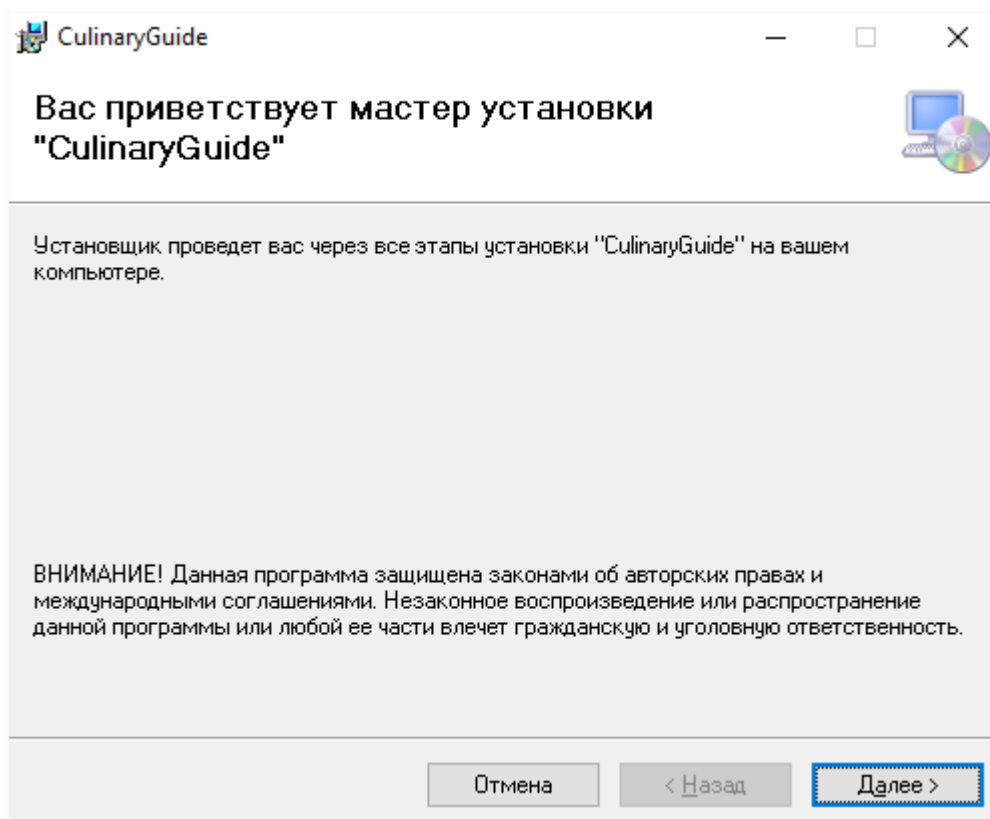 CulinaryGuide
Вас приветствует мастер установки
"CulinaryGuide"
Установщик проведет вас через все этапы установки "CulinaryGuide" на вашем
компьютере.
ВНИМАНИЕ! Данная программа защищена законами об авторских правах и
международными соглашениями. Незаконное воспроизведение или распространение
данной программы или любой ее части влечет гражданскую и уголовную ответственность.
Отмена < Назад Далее >